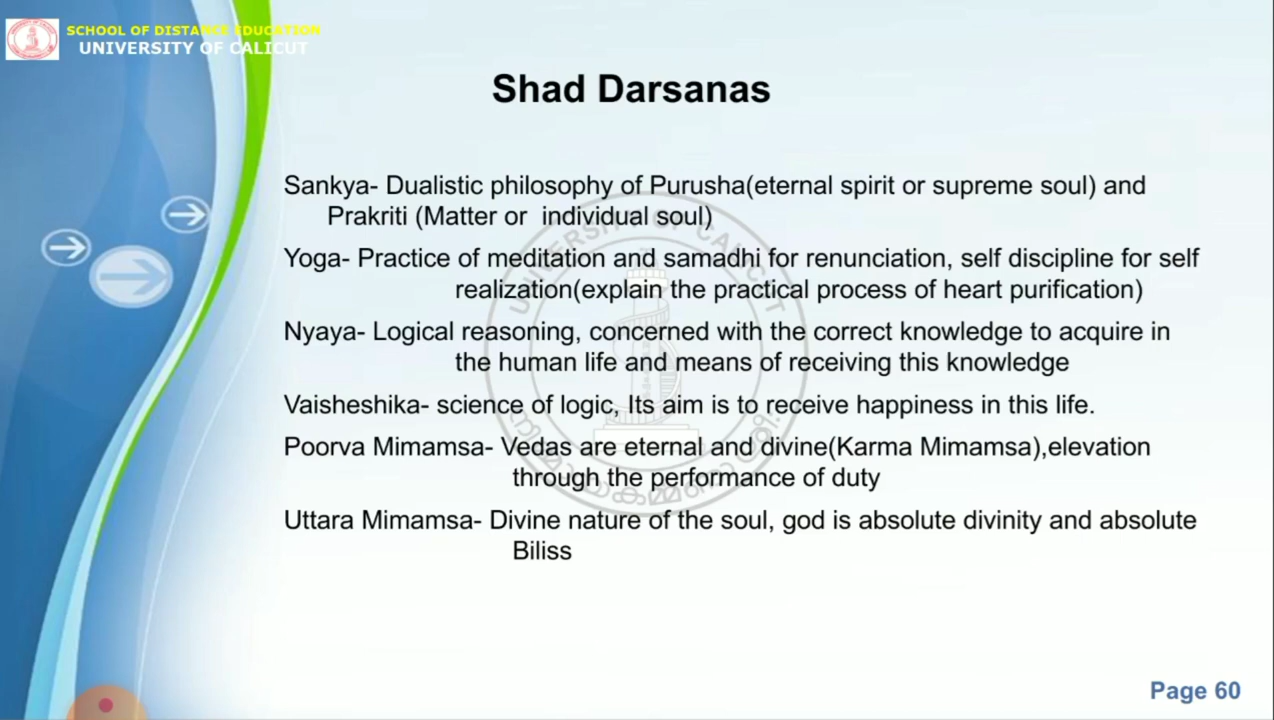 SCHOOL OF DISTANCE EDUCATION
UNIVERSITY OF CALICUT
Shad Darsanas
Sankya- Dualistic philosophy of Purusha(eternal spirit or supreme soul) and
Prakriti (Matter or individual soul)
Yoga- Practice of meditation and samadhi for renunciation, self discipline for self
realization(explain the practical process of heart purification)
Nyaya- Logical reasoning, concerned with the correct knowledge to acquire in
the human life and means of receiving this knowledge
Vaisheshika- science of logic, Its aim is to receive happiness in this life.
Poorva Mimamsa- Vedas are eternal and divine(Karma Mimamsa),elevation
through the performance of duty
Uttara Mimamsa- Divine nature of the soul, god is absolute divinity and absolute
Biliss
UNIVERSITY OF CALICUT
Page 60